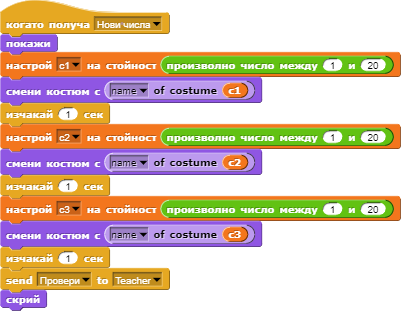 когато получа Нови числа
покажи
настрой c1 на стойност произволно число между 1 и 20
смени костюм с name of costume c1
изчакай 1 сек
настрой c2 на стойност произволно число между 1 и 20
смени костюм с name of costume c2
изчакай 1 сек
настрой c3 на стойност произволно число между 1 и 20
смени костюм с name of costume c3
изчакай 1 сек
send Провери to Teacher
скрий